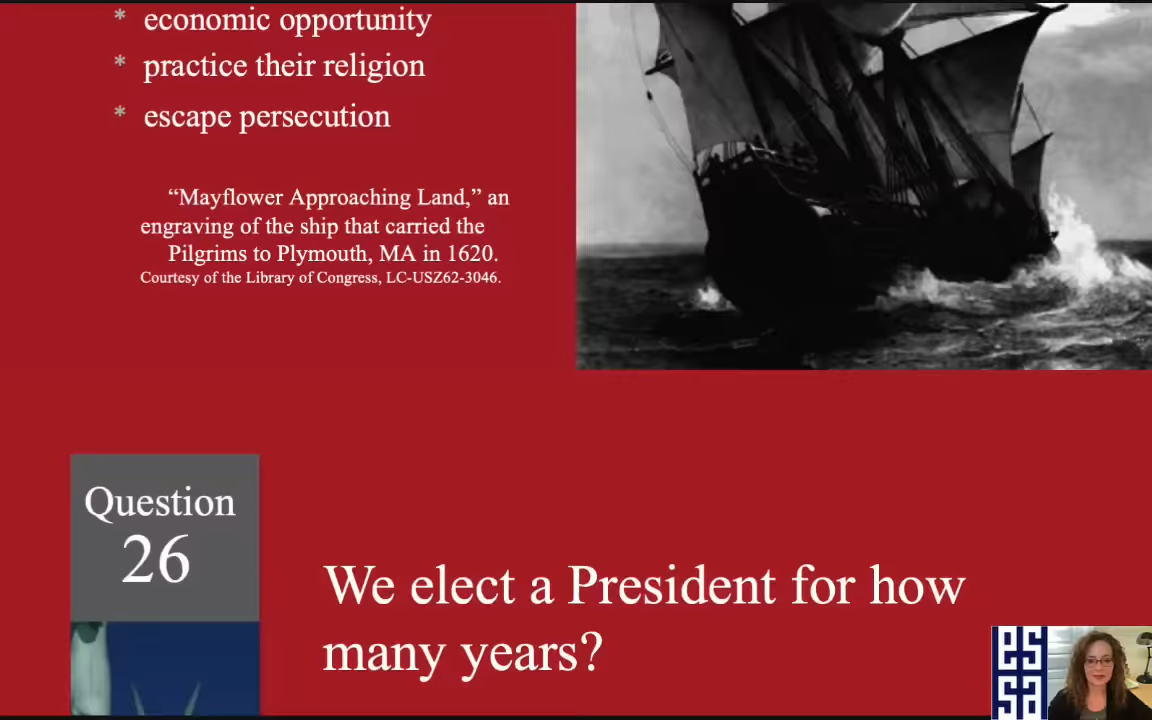 * economic opportunity
* practice their religion
* escape persecution
“Mayflower Approaching Land,” an
engraving of the ship that carried the
Pilgrims to Plymouth, MA in 1620.
Courtesy of the Library of Congress, LC-USZ62-3046.
Question
26
We elect a President for how
many years?
es
sa